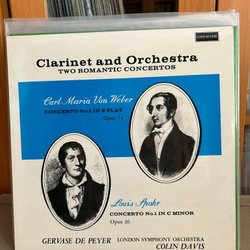 Clarinet and Orchestra
TWO ROMANTIC CONCERTOS
Carl Maria Von Weber
CONCERTO No.2 IN E FLAT
Opus 74
Louis Spohr
CONCERTO No.1 IN C MINOR
Opus 26
GERVASE DE PEYER LONDON SYMPHONY ORCHESTRA
COLIN DAVIS